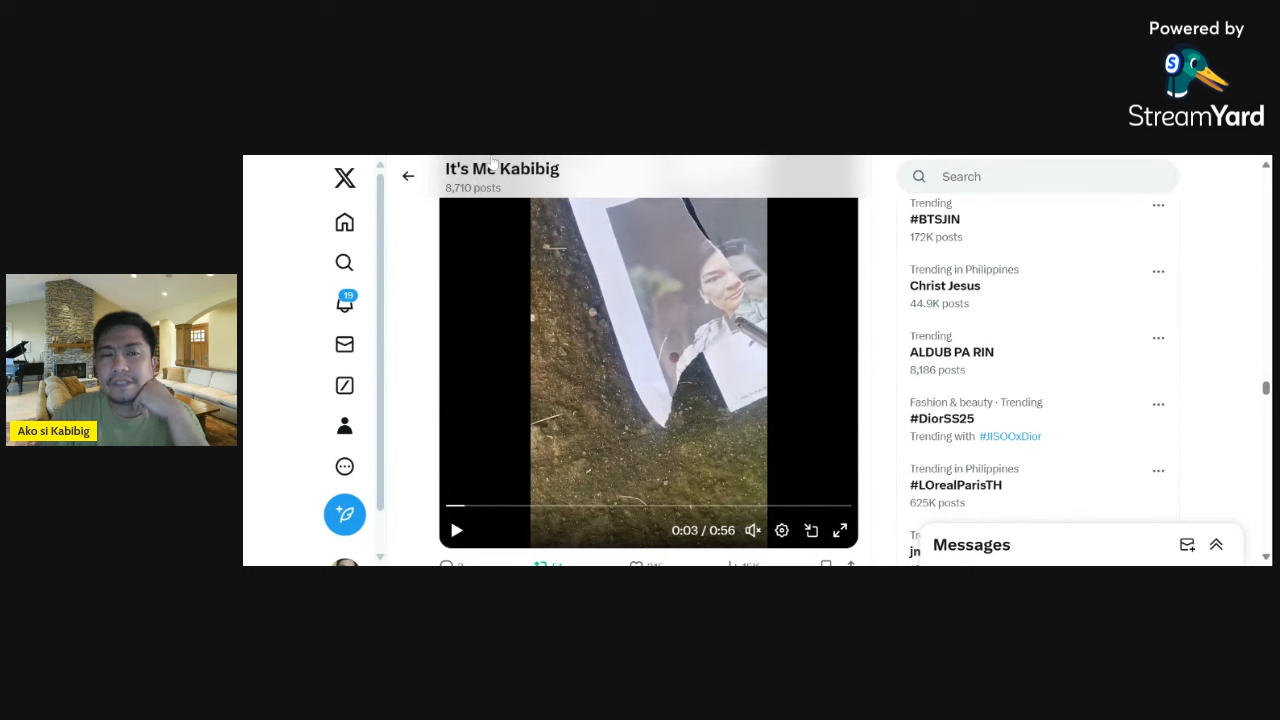 Powered by
StreamYard
It's Me Kabibig
8,710 posts
Search
19
Trending
#BTSJIN
172K posts
Trending in Philippines
Christ Jesus
44.9K posts
Trending
ALDUB PA RIN
8,186 posts
Fashion & beauty · Trending
#DiorSS25
Trending with #JISOOxDior
Trending in Philippines
#LOrealParisTH
625K posts
Messages
0:03 / 0:56
Ako si Kabibig